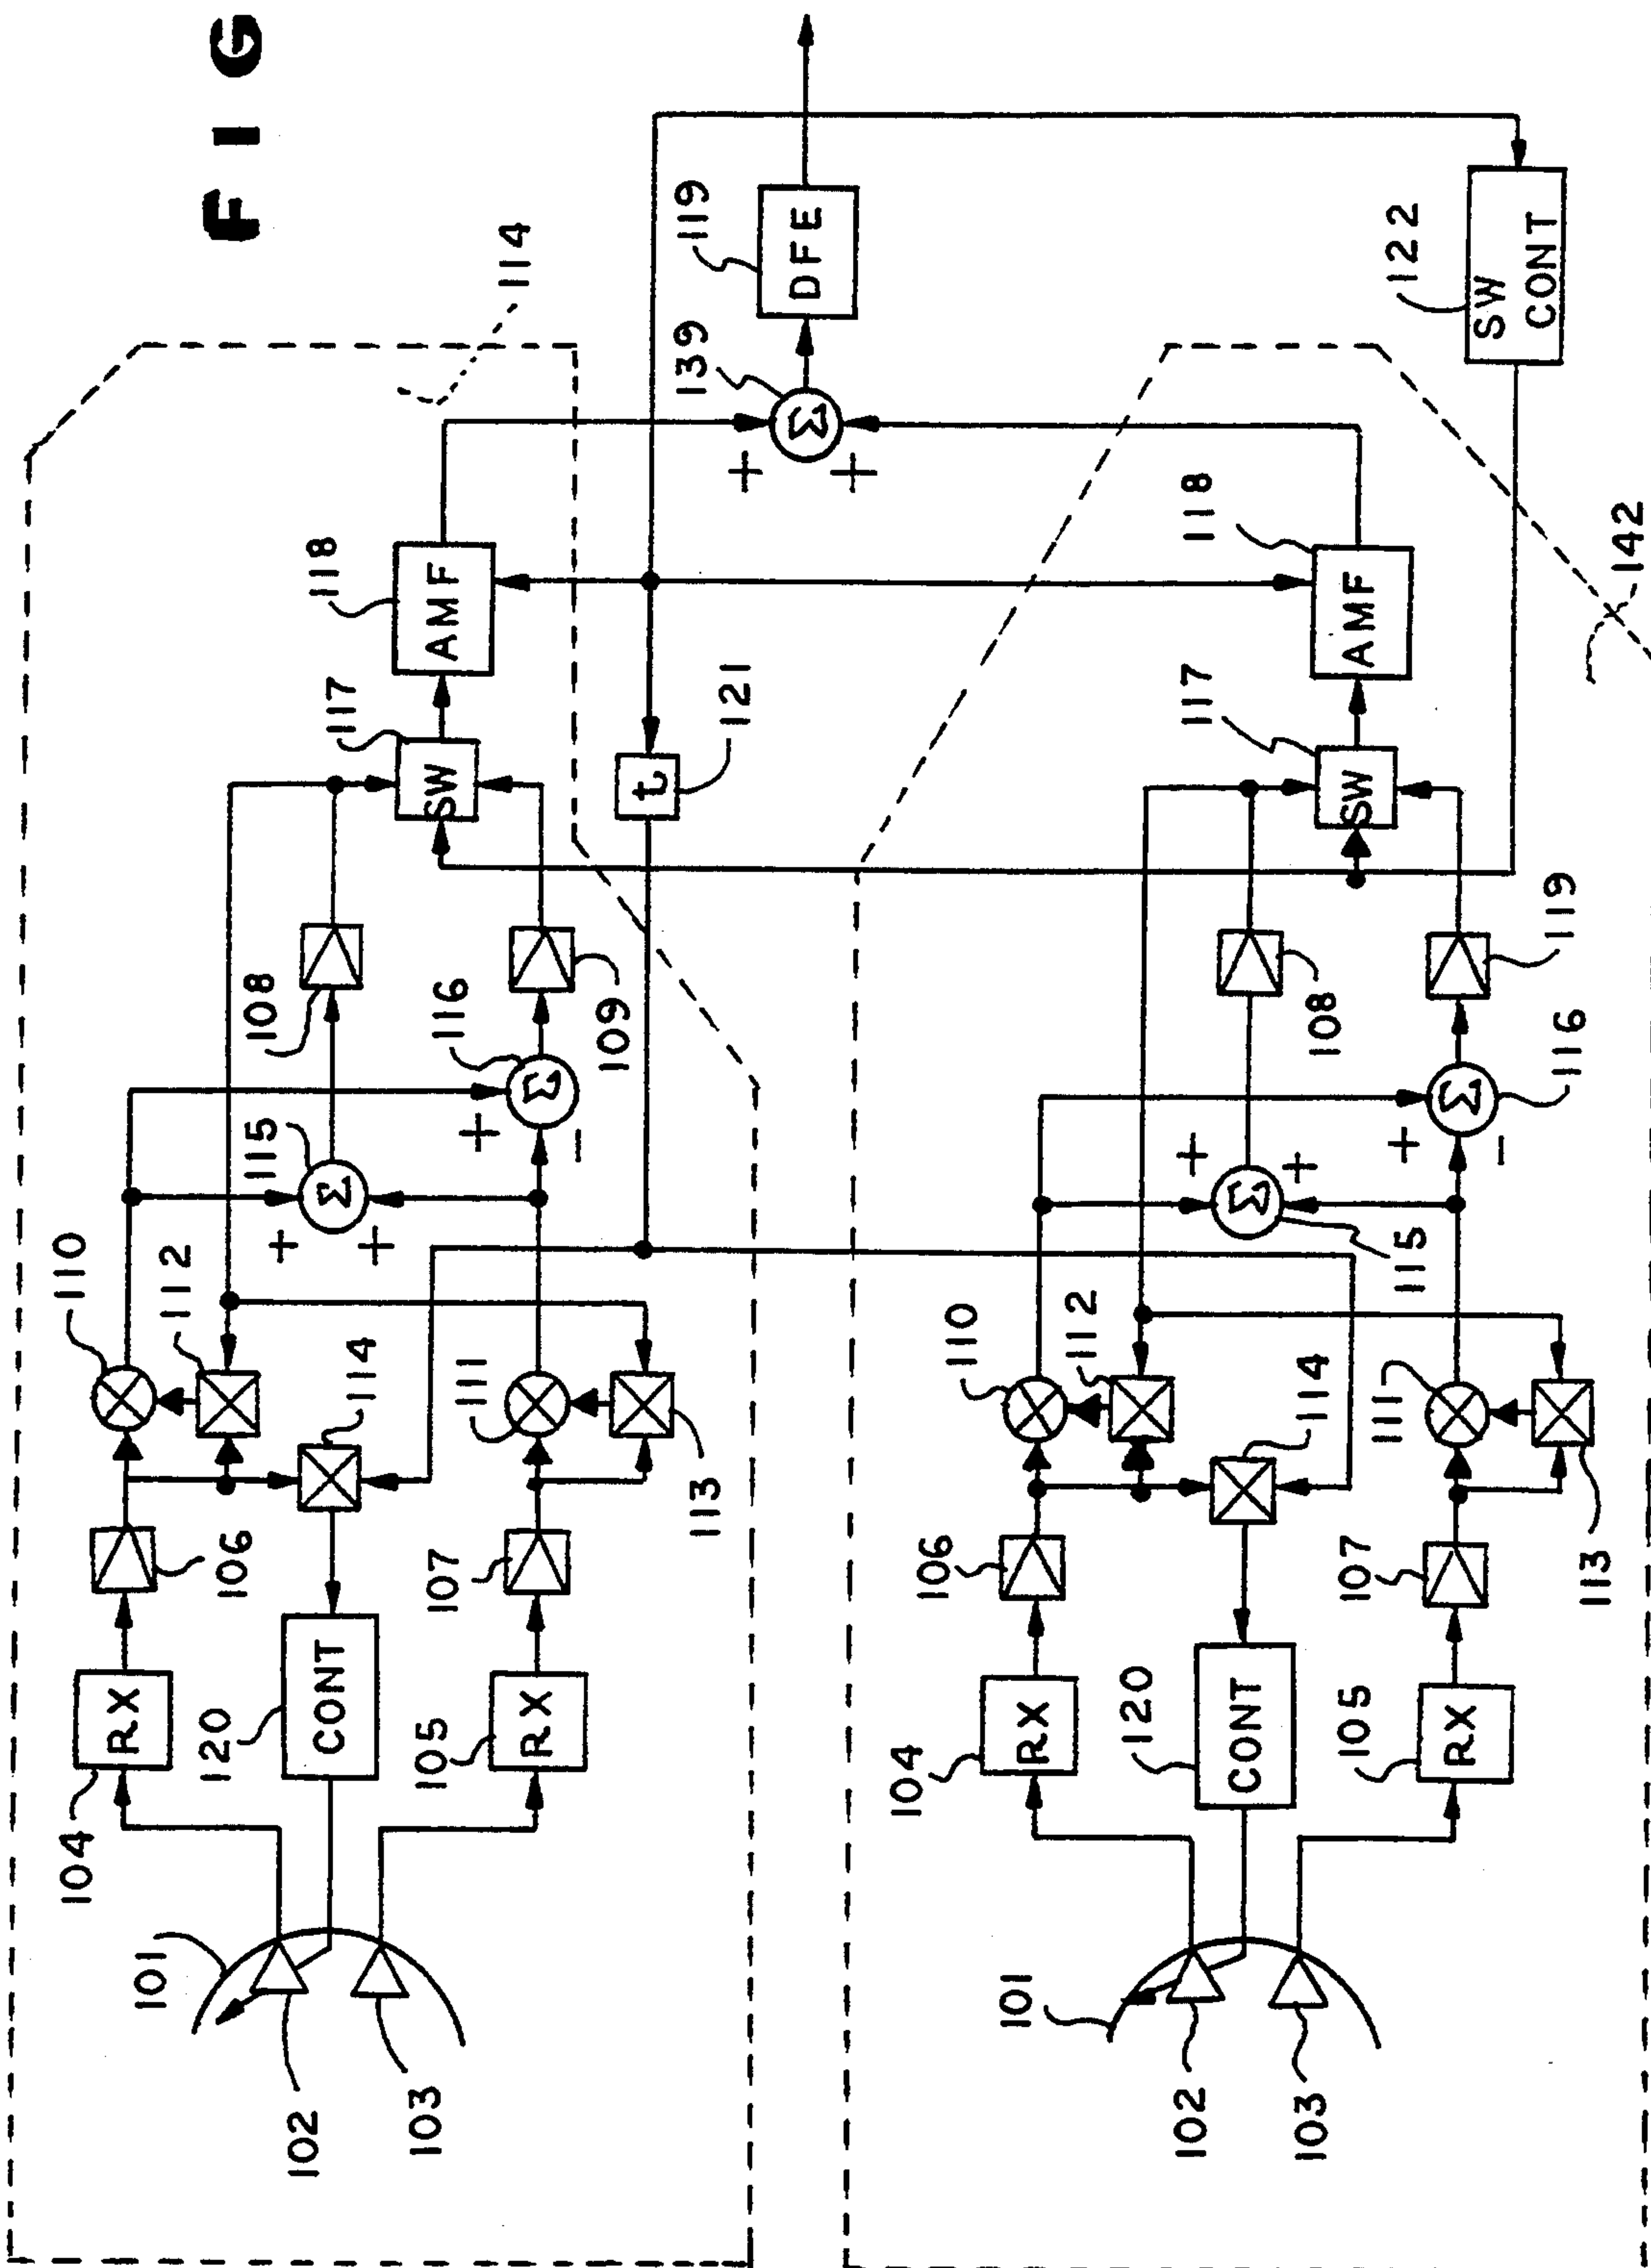 FIG
114
110
112
115
108
117
118
116
109
104
RX
106
114
120
CONT
101
102
103
105
RX
107
111
113
SW
AMF
t
121
139
Σ
Σ
Σ
+
+
+
−
+
+
119
DFE
122
SW
CONT
142
110
112
114
104
RX
106
120
CONT
101
102
103
105
RX
107
111
113
115
Σ
+
+
108
116
Σ
+
−
119
117
SW
118
AMF